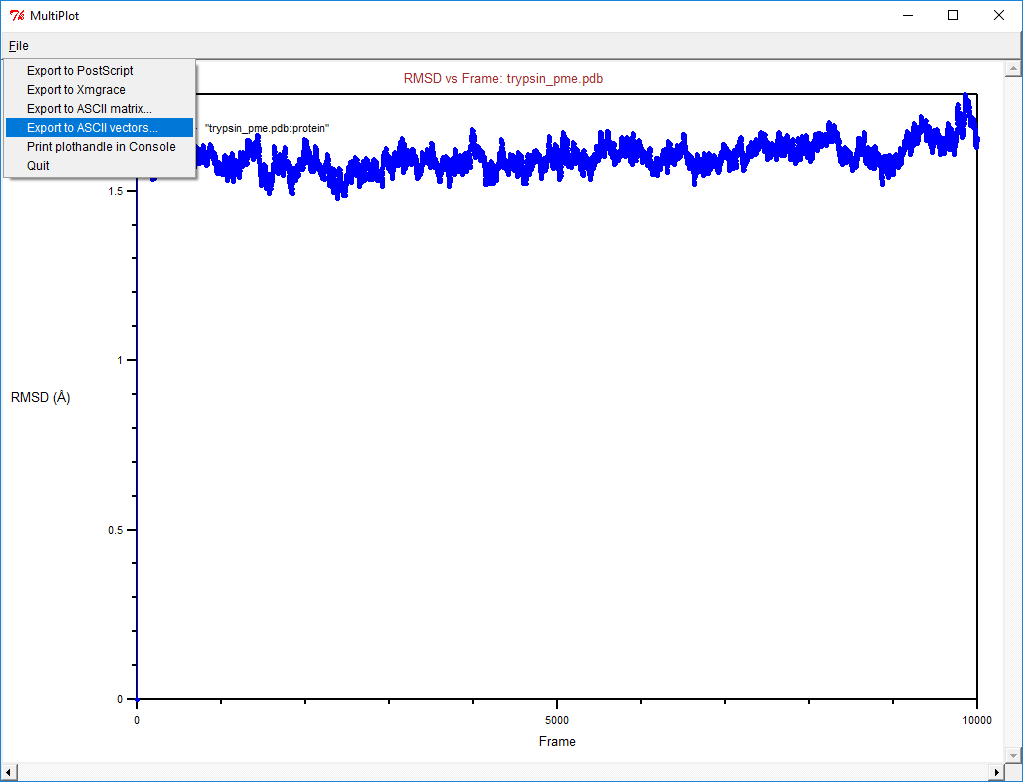 MultiPlot
File
Export to PostScript
Export to Xmgrace
Export to ASCII matrix...
Export to ASCII vectors...
Print plothandle in Console
Quit
RMSD vs Frame: trypsin_pme.pdb
"trypsin_pme.pdb:protein"
1.5
1
RMSD (Å)
0.5
0
0 5000 10000
Frame